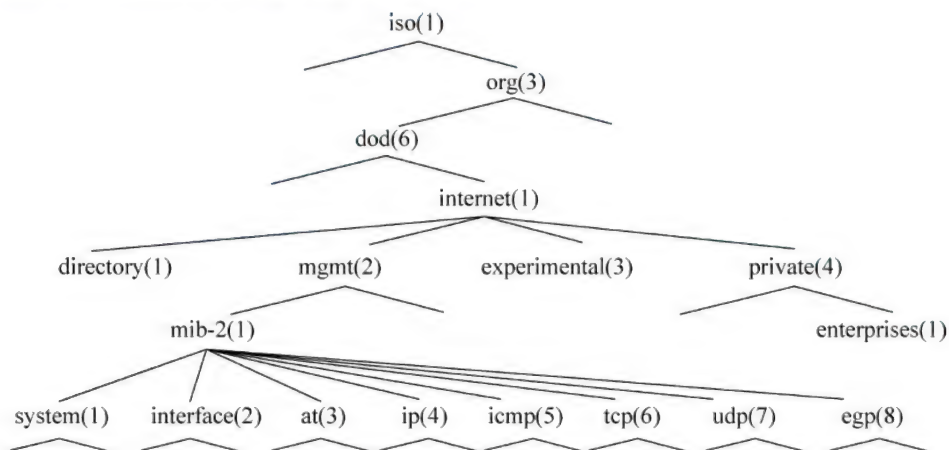 iso(1)
org(3)
dod(6)
internet(1)
directory(1) mgmt(2) experimental(3) private(4)
mib-2(1) enterprises(1)
system(1) interface(2) at(3) ip(4) icmp(5) tcp(6) udp(7) egp(8)